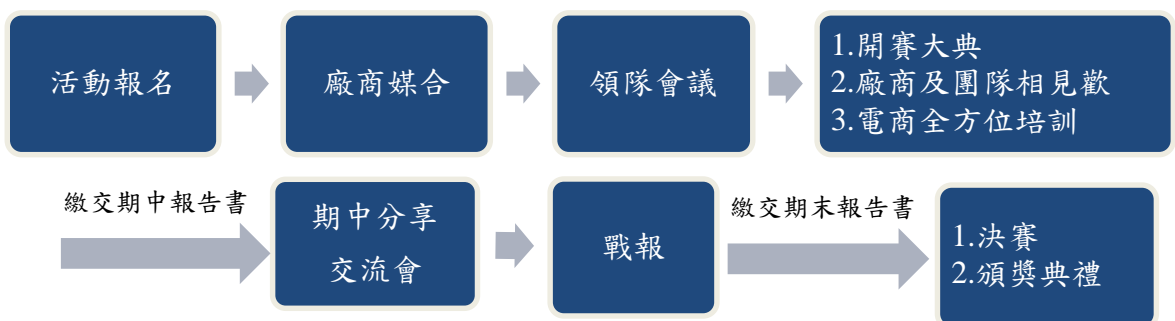 活動報名
廠商媒合
領隊會議
1.開賽大典
2.廠商及團隊相見歡
3.電商全方位培訓
繳交期中報告書
期中分享
交流會
戰報
繳交期末報告書
1.決賽
2.頒獎典禮